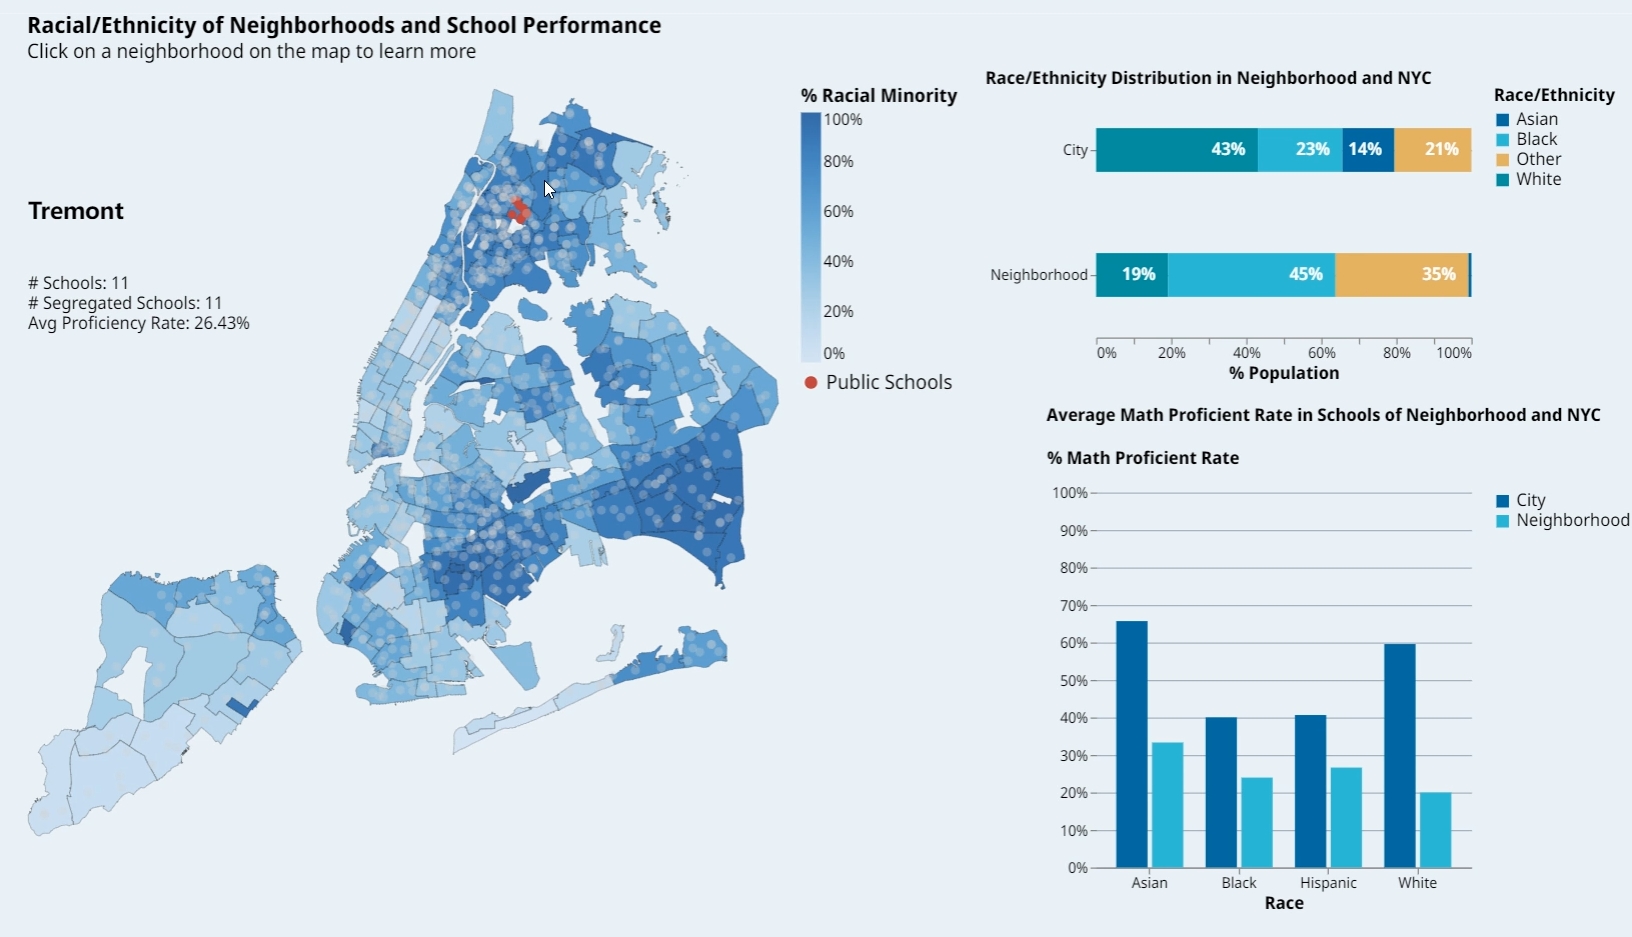 Racial/Ethnicity of Neighborhoods and School Performance
Click on a neighborhood on the map to learn more
Tremont
# Schools: 11
# Segregated Schools: 11
Avg Proficiency Rate: 26.43%
% Racial Minority
100%
80%
60%
40%
20%
0%
Public Schools
Race/Ethnicity Distribution in Neighborhood and NYC
City
43%
23%
14%
21%
Neighborhood
19%
45%
35%
0%
20%
40%
60%
80%
100%
% Population
Race/Ethnicity
Asian
Black
Other
White
Average Math Proficient Rate in Schools of Neighborhood and NYC
% Math Proficient Rate
100%
90%
80%
70%
60%
50%
40%
30%
20%
10%
0%
Asian
Black
Hispanic
White
Race
City
Neighborhood